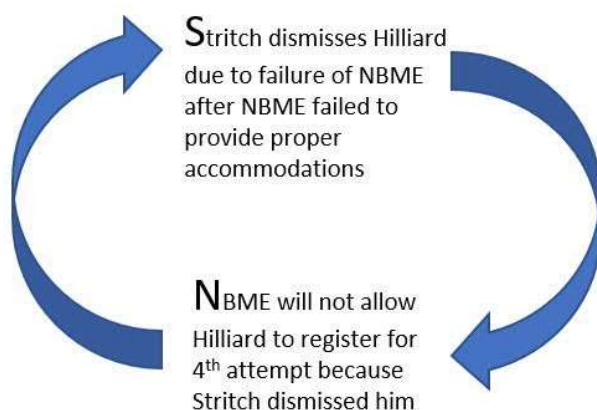 Stritch dismisses Hilliard
due to failure of NBME
after NBME failed to
provide proper
accommodations
NBME will not allow
Hilliard to register for
4th attempt because
Stritch dismissed him